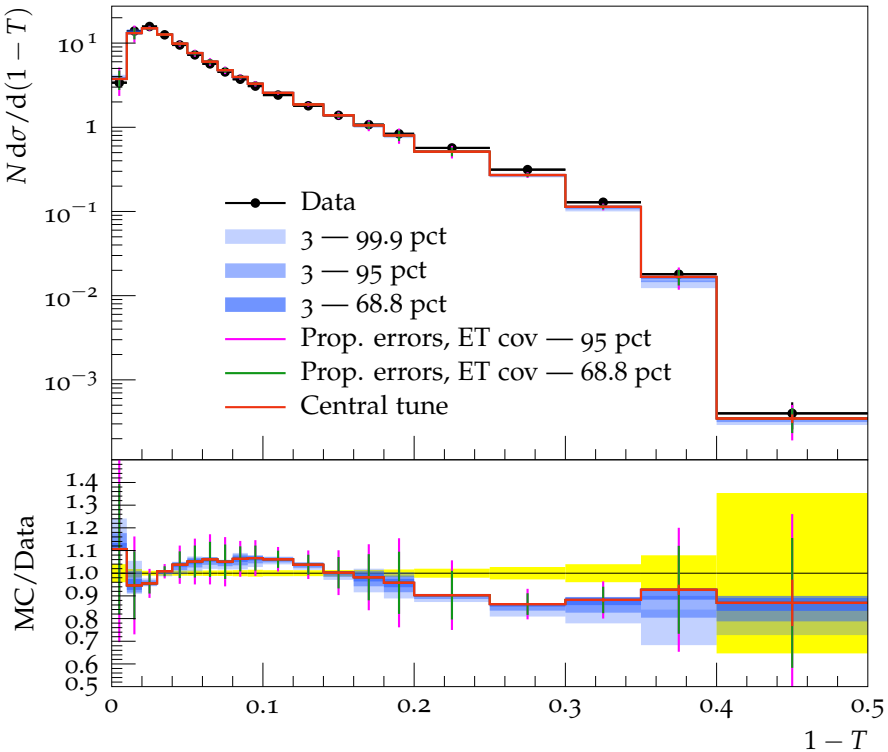 N dσ/d(1 − T)
10^1
1
10^−1
10^−2
10^−3
Data
3 — 99.9 pct
3 — 95 pct
3 — 68.8 pct
Prop. errors, ET cov — 95 pct
Prop. errors, ET cov — 68.8 pct
Central tune
MC/Data
1.4
1.3
1.2
1.1
1.0
0.9
0.8
0.7
0.6
0.5
0 0.1 0.2 0.3 0.4 0.5
1 − T